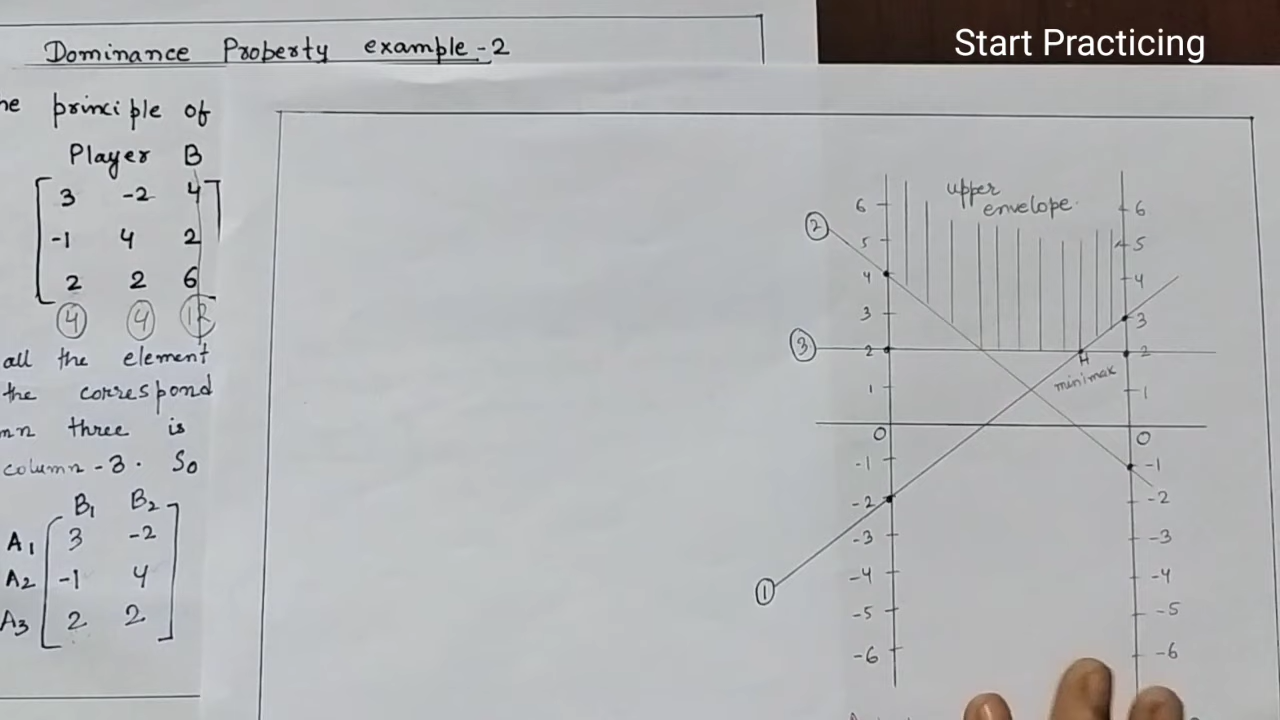 Start Practicing
Dominance Property example-2
principle of
Player B
3 -2 4
-1 4 2
2 2 6
4 4 12
all the element
the correspond
three is
column-3. So
B1 B2
A1 3 -2
A2 -1 4
A3 2 2
upper
envelope.
6 6
2
5 5
4 4
3 3
3 2 2
H
minimax
1 1
0 0
-1 -1
-2 -2
-3 -3
-4 -4
1
-5 -5
-6 -6